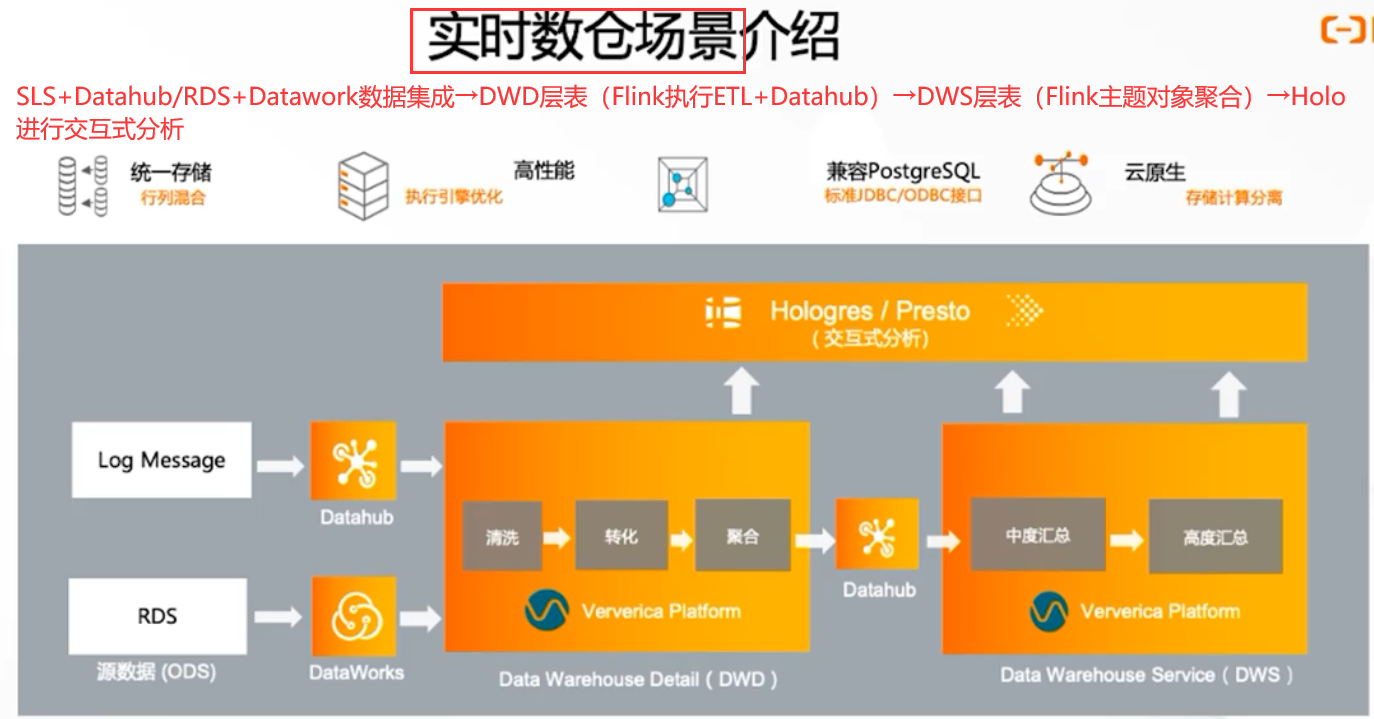 实时数仓场景介绍
SLS+Datahub/RDS+Datawork数据集成→DWD层表（Flink执行ETL+Datahub）→DWS层表（Flink主题对象聚合）→Holo
进行交互式分析
统一存储
行列混合
高性能
执行引擎优化
兼容PostgreSQL
标准JDBC/ODBC接口
云原生
存储计算分离
Hologres / Presto
（交互式分析）
Log Message
Datahub
RDS
源数据 (ODS)
DataWorks
清洗
转化
聚合
Ververica Platform
Data Warehouse Detail（DWD）
Datahub
中度汇总
高度汇总
Ververica Platform
Data Warehouse Service（DWS）